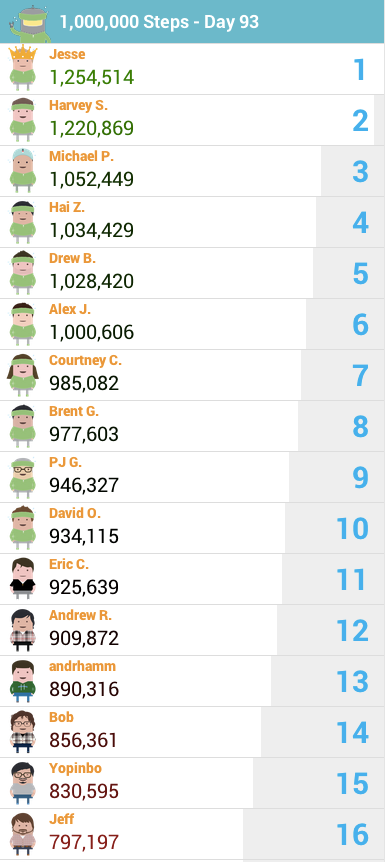 1,000,000 Steps - Day 93
Jesse
1,254,514
1
Harvey S.
1,220,869
2
Michael P.
1,052,449
3
Hai Z.
1,034,429
4
Drew B.
1,028,420
5
Alex J.
1,000,606
6
Courtney C.
985,082
7
Brent G.
977,603
8
PJ G.
946,327
9
David O.
934,115
10
Eric C.
925,639
11
Andrew R.
909,872
12
andrhamm
890,316
13
Bob
856,361
14
Yopinbo
830,595
15
Jeff
797,197
16